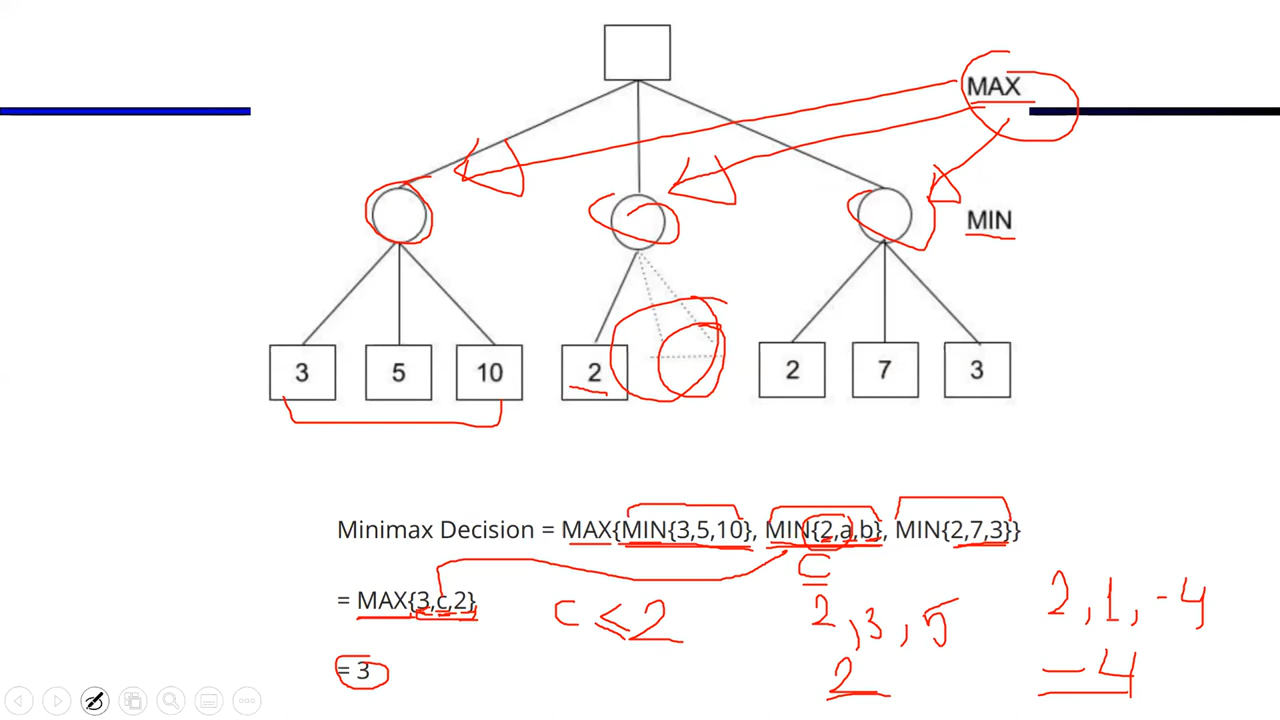 MAX
MIN
3 5 10 2 2 7 3
Minimax Decision = MAX{MIN{3,5,10}, MIN{2,a,b}, MIN{2,7,3}}
C
= MAX{3,c,2} C ≤ 2 2, 3, 5 2, 1, -4
= 3 2 -4